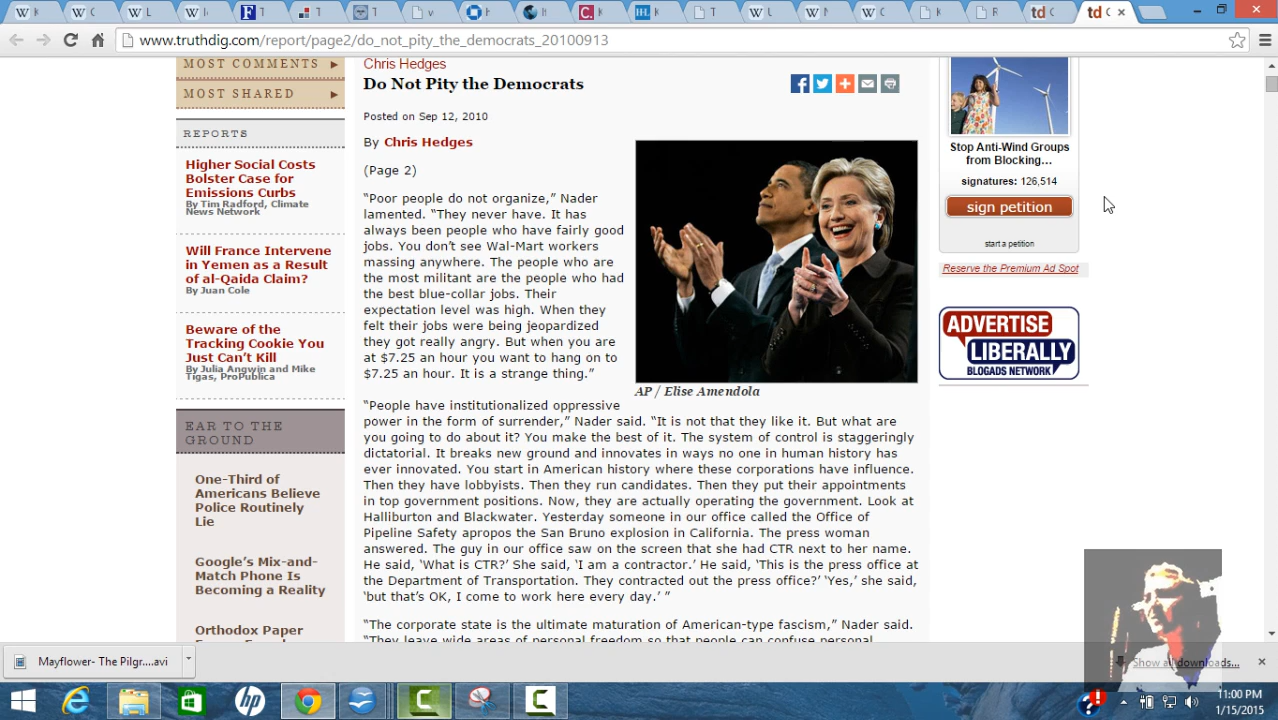 W
W
W
W
F T
T
T
v
It
C. K
IHL
T
W
W
W
K
R
td C
td C ×
www.truthdig.com/report/page2/do_not_pity_the_democrats_20100913
MOST COMMENTS ▶
MOST SHARED ▶
REPORTS
Higher Social Costs
Bolster Case for
Emissions Curbs
By Tim Radford, Climate
News Network
Will France Intervene
in Yemen as a Result
of al-Qaida Claim?
By Juan Cole
Beware of the
Tracking Cookie You
Just Can’t Kill
By Julia Angwin and Mike
Tigas, ProPublica
EAR TO THE
GROUND
One-Third of
Americans Believe
Police Routinely
Lie
Google’s Mix-and-
Match Phone Is
Becoming a Reality
Orthodox Paper
Chris Hedges
Do Not Pity the Democrats
Posted on Sep 12, 2010
By Chris Hedges
(Page 2)
“Poor people do not organize,” Nader
lamented. “They never have. It has
always been people who have fairly good
jobs. You don’t see Wal-Mart workers
massing anywhere. The people who are
the most militant are the people who had
the best blue-collar jobs. Their
expectation level was high. When they
felt their jobs were being jeopardized
they got really angry. But when you are
at $7.25 an hour you want to hang on to
$7.25 an hour. It is a strange thing.”
AP / Elise Amendola
“People have institutionalized oppressive
power in the form of surrender,” Nader said. “It is not that they like it. But what are
you going to do about it? You make the best of it. The system of control is staggeringly
dictatorial. It breaks new ground and innovates in ways no one in human history has
ever innovated. You start in American history where these corporations have influence.
Then they have lobbyists. Then they run candidates. Then they put their appointments
in top government positions. Now, they are actually operating the government. Look at
Halliburton and Blackwater. Yesterday someone in our office called the Office of
Pipeline Safety apropos the San Bruno explosion in California. The press woman
answered. The guy in our office saw on the screen that she had CTR next to her name.
He said, ‘What is CTR?’ She said, ‘I am a contractor.’ He said, ‘This is the press office at
the Department of Transportation. They contracted out the press office?’ ‘Yes,’ she said,
‘but that’s OK, I come to work here every day.’ ”
“The corporate state is the ultimate maturation of American-type fascism,” Nader said.
“They leave wide areas of personal freedom so that people can confuse personal
Stop Anti-Wind Groups
from Blocking...
signatures: 126,514
sign petition
start a petition
Reserve the Premium Ad Spot
ADVERTISE
LIBERALLY
BLOGADS NETWORK
Mayflower- The Pilgr....avi
Show all downloads...
hp
11:00 PM
1/15/2015